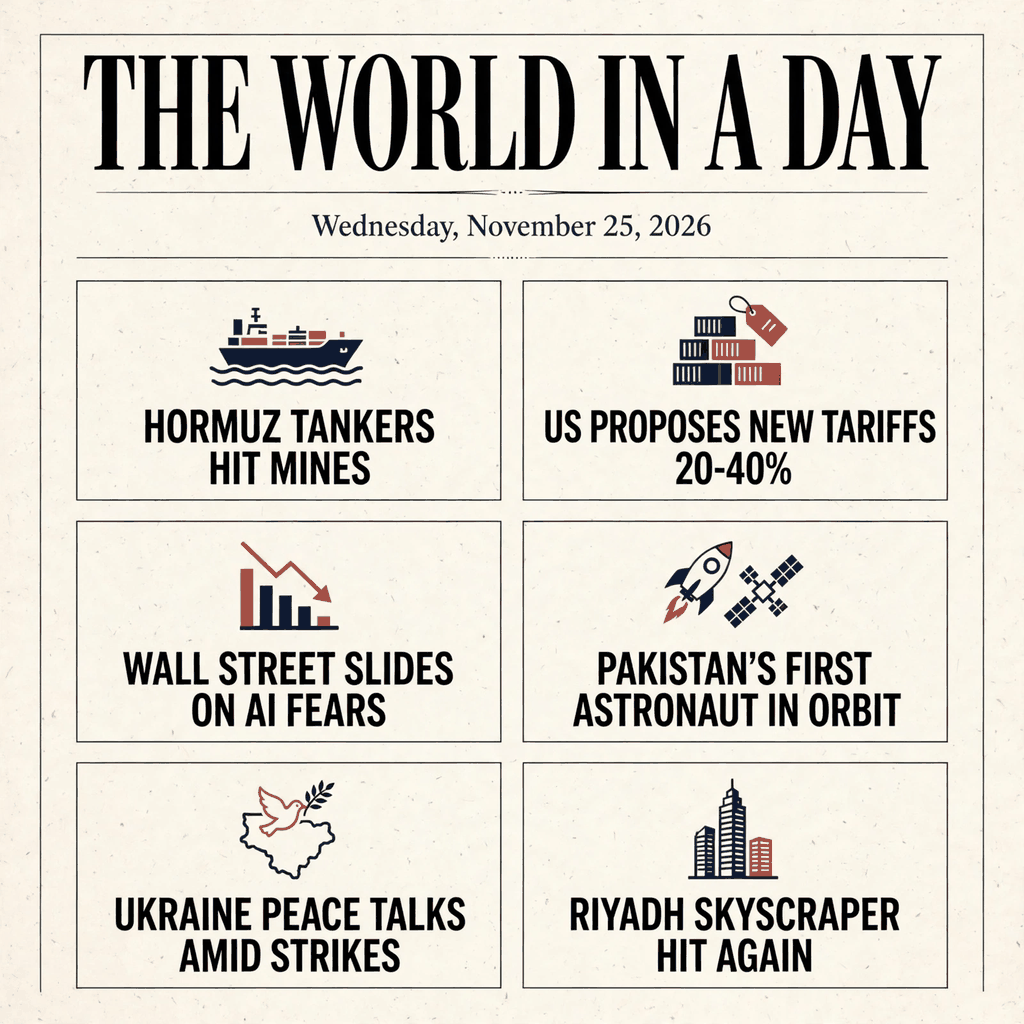 THE WORLD IN A DAY
Wednesday, November 25, 2026
HORMUZ TANKERS
HIT MINES
US PROPOSES NEW TARIFFS
20-40%
WALL STREET SLIDES
ON AI FEARS
PAKISTAN’S FIRST
ASTRONAUT IN ORBIT
UKRAINE PEACE TALKS
AMID STRIKES
RIYADH SKYSCRAPER
HIT AGAIN